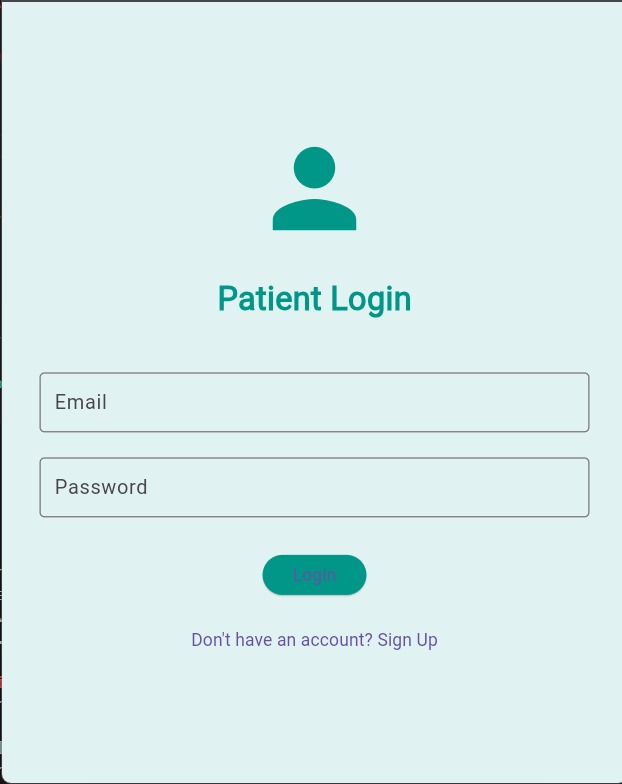 Patient Login
Email
Password
Login
Don't have an account? Sign Up